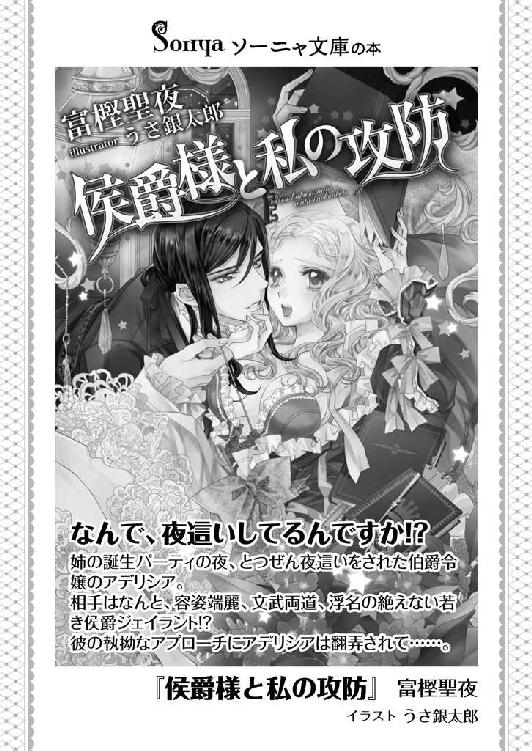 Sonya ソーニャ文庫の本
富樫聖夜
illustrator うさ銀太郎
侯爵様と私の攻防
なんで、夜這いしてるんですか!?
姉の誕生パーティの夜、とつぜん夜這いをされた伯爵令
嬢のアデリシア。
相手はなんと、容姿端麗、文武両道、浮名の絶えない若
き侯爵ジェイラント!?
彼の執拗なアプローチにアデリシアは翻弄されて……。
『侯爵様と私の攻防』 富樫聖夜
イラスト うさ銀太郎